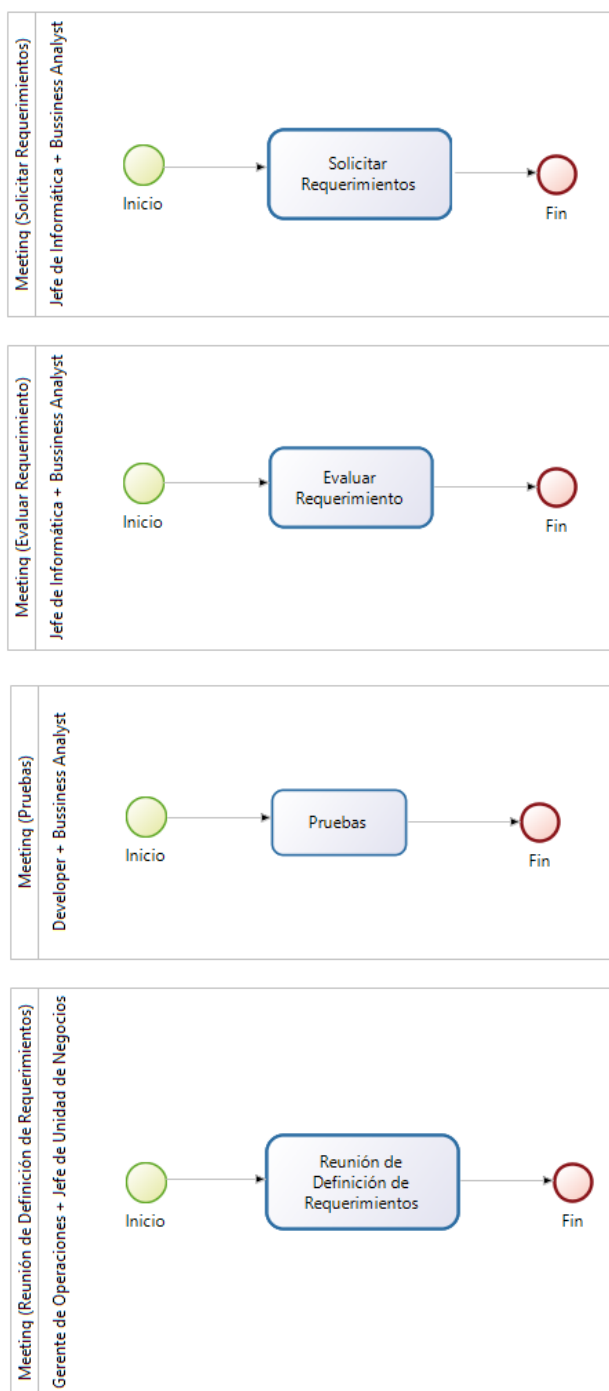 Meeting (Solicitar Requerimientos)
Jefe de Informática + Bussiness Analyst
Inicio
Solicitar
Requerimientos
Fin
Meeting (Evaluar Requerimiento)
Jefe de Informática + Bussiness Analyst
Inicio
Evaluar
Requerimiento
Fin
Meeting (Pruebas)
Developer + Bussiness Analyst
Inicio
Pruebas
Fin
Meeting (Reunión de Definición de Requerimientos)
Gerente de Operaciones + Jefe de Unidad de Negocios
Inicio
Reunión de
Definición de
Requerimientos
Fin